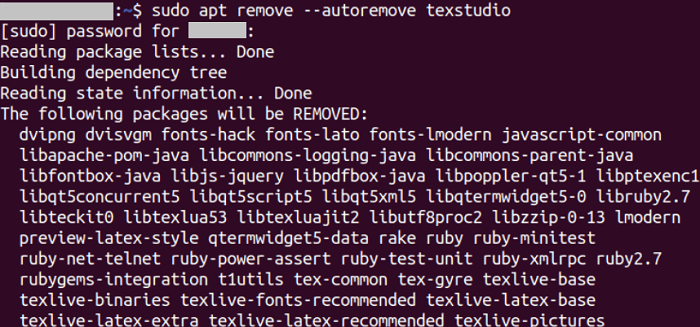 :~$ sudo apt remove --autoremove texstudio
[sudo] password for :
Reading package lists... Done
Building dependency tree
Reading state information... Done
The following packages will be REMOVED:
dvipng dvisvgm fonts-hack fonts-lato fonts-lmodern javascript-common
libapache-pom-java libcommons-logging-java libcommons-parent-java
libfontbox-java libjs-jquery libpdfbox-java libpoppler-qt5-1 libptexenc1
libqt5concurrent5 libqt5script5 libqt5xml5 libqtermwidget5-0 libruby2.7
libteckit0 libtexlua53 libtexluajit2 libutf8proc2 libzzip-0-13 lmodern
preview-latex-style qtermwidget5-data rake ruby ruby-minitest
ruby-net-telnet ruby-power-assert ruby-test-unit ruby-xmlrpc ruby2.7
rubygems-integration t1utils tex-common tex-gyre texlive-base
texlive-binaries texlive-fonts-recommended texlive-latex-base
texlive-latex-extra texlive-latex-recommended texlive-pictures